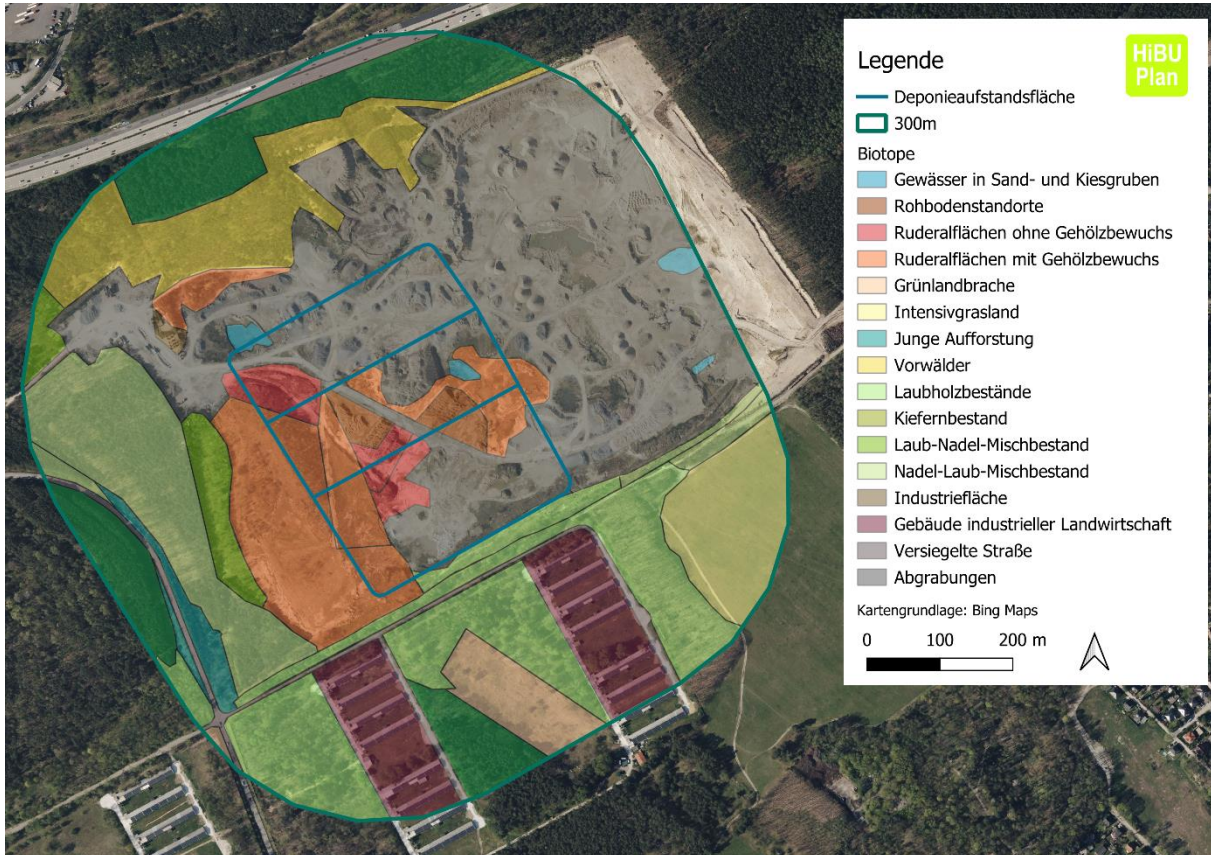 Legende
HiBU
Plan
Deponieaufstandsfläche
300m
Biotope
Gewässer in Sand- und Kiesgruben
Rohbodenstandorte
Ruderalflächen ohne Gehölzbewuchs
Ruderalflächen mit Gehölzbewuchs
Grünlandbrache
Intensivgrasland
Junge Aufforstung
Vorwälder
Laubholzbestände
Kiefernbestand
Laub-Nadel-Mischbestand
Nadel-Laub-Mischbestand
Industriefläche
Gebäude industrieller Landwirtschaft
Versiegelte Straße
Abgrabungen
Kartengrundlage: Bing Maps
0 100 200 m